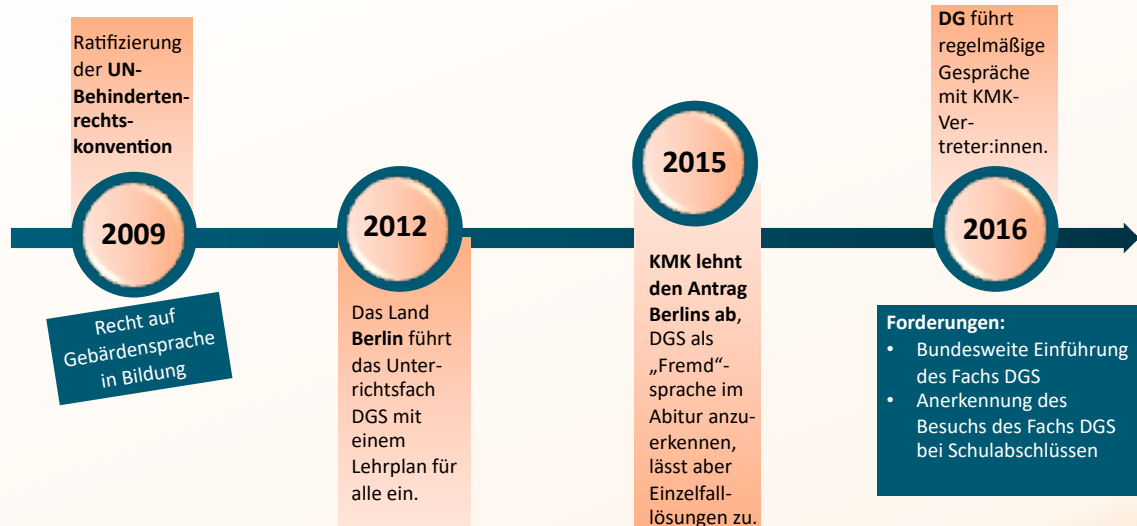 Ratifizierung
der UN-
Behinderten-
rechts-
konvention
2009
Recht auf
Gebärdensprache
in Bildung
2012
Das Land
Berlin führt
das Unter-
richtsfach
DGS mit
einem
Lehrplan für
alle ein.
2015
KMK lehnt
den Antrag
Berlins ab,
DGS als
„Fremd“-
sprache im
Abitur anzu-
erkennen,
lässt aber
Einzelfall-
lösungen zu.
DG führt
regelmäßige
Gespräche
mit KMK-
Ver-
treter:innen.
2016
Forderungen:
• Bundesweite Einführung
des Fachs DGS
• Anerkennung des
Besuchs des Fachs DGS
bei Schulabschlüssen